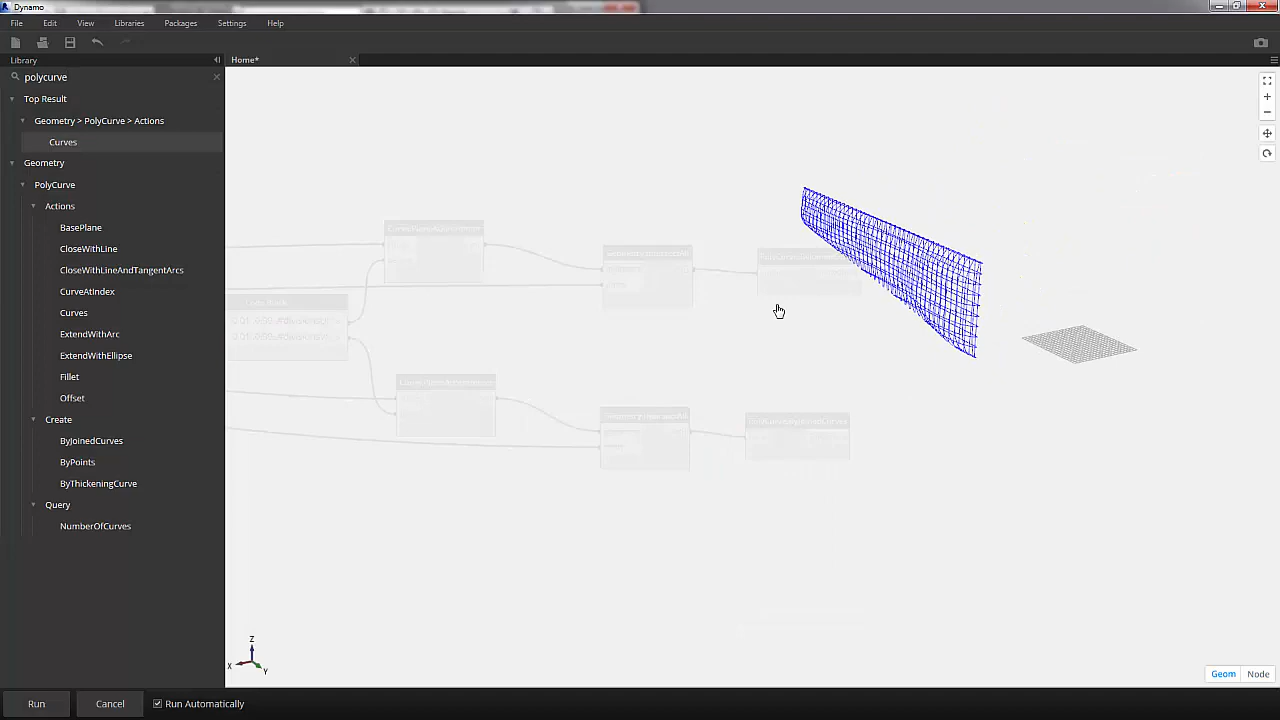 Dynamo
File Edit View Libraries Packages Settings Help
Library
Home*
polycurve
Top Result
Geometry > PolyCurve > Actions
Curves
Geometry
PolyCurve
Actions
BasePlane
CloseWithLine
CloseWithLineAndTangentArcs
CurveAtIndex
Curves
ExtendWithArc
ExtendWithEllipse
Fillet
Offset
Create
ByJoinedCurves
ByPoints
ByThickeningCurve
Query
NumberOfCurves
Z
X
Y
Geom Node
Run Cancel Run Automatically